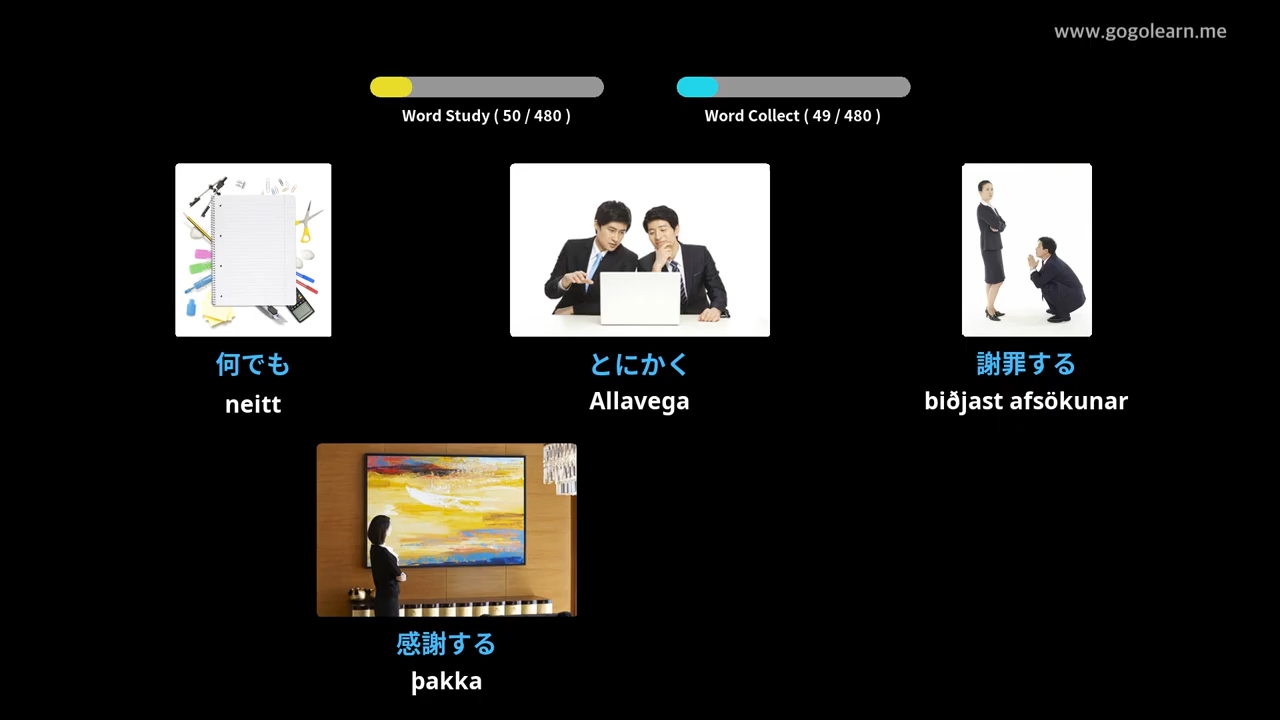 www.gogolearn.me
Word Study ( 50 / 480 )
Word Collect ( 49 / 480 )
何でも
neitt
とにかく
Allavega
謝罪する
biðjast afsökunar
感謝する
þakka